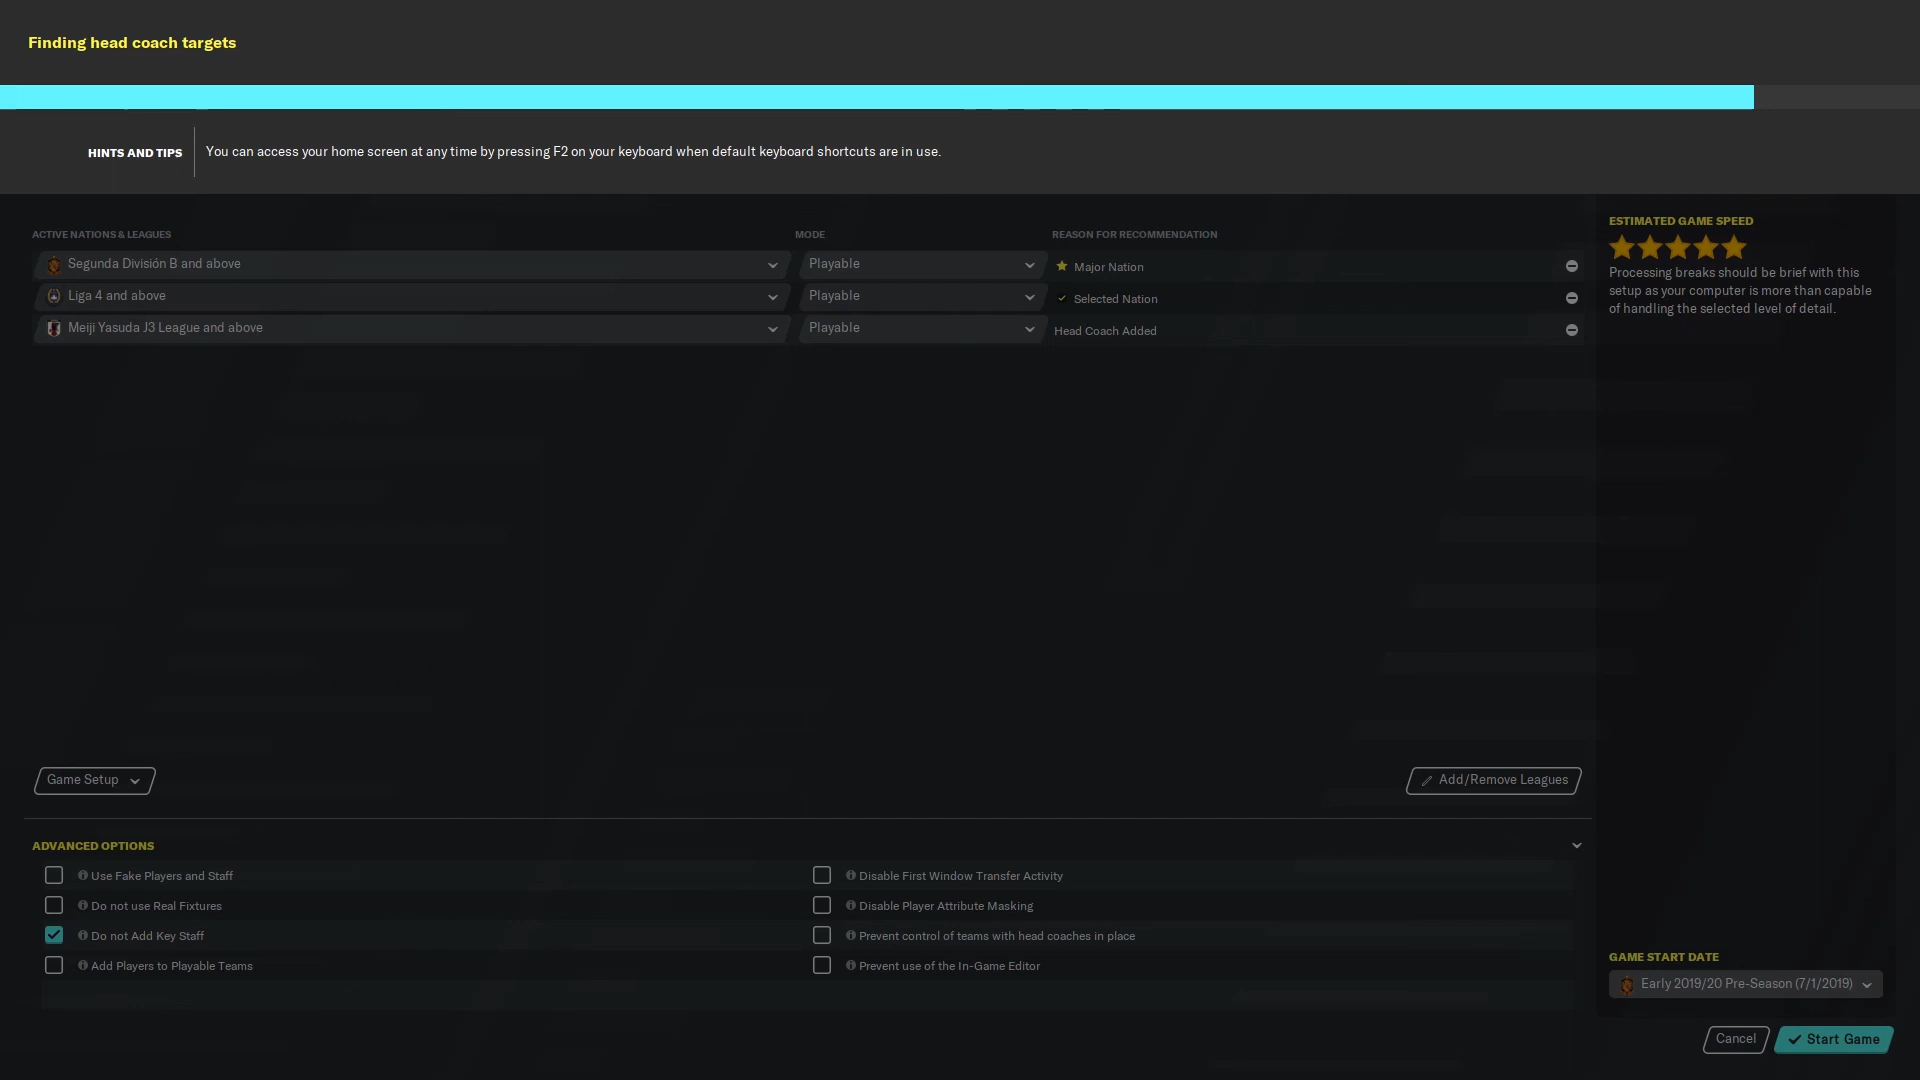 Finding head coach targets
HINTS AND TIPS
You can access your home screen at any time by pressing F2 on your keyboard when default keyboard shortcuts are in use.
ACTIVE NATIONS & LEAGUES
MODE
REASON FOR RECOMMENDATION
Segunda División B and above
Playable
Major Nation
Liga 4 and above
Playable
Selected Nation
Meiji Yasuda J3 League and above
Playable
Head Coach Added
ESTIMATED GAME SPEED
Processing breaks should be brief with this
setup as your computer is more than capable
of handling the selected level of detail.
Game Setup
Add/Remove Leagues
ADVANCED OPTIONS
Use Fake Players and Staff
Disable First Window Transfer Activity
Do not use Real Fixtures
Disable Player Attribute Masking
Do not Add Key Staff
Prevent control of teams with head coaches in place
Add Players to Playable Teams
Prevent use of the In-Game Editor
GAME START DATE
Early 2019/20 Pre-Season (7/1/2019)
Cancel
Start Game